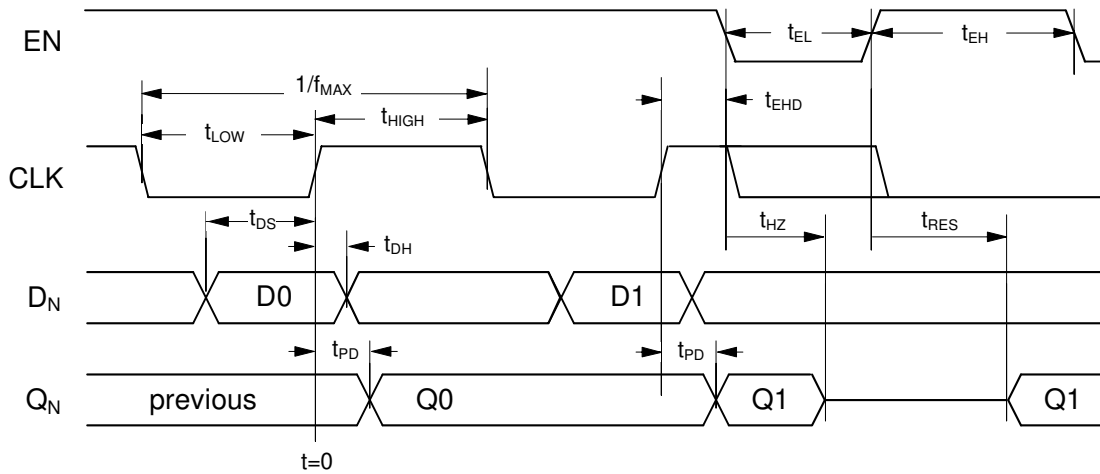 EN
t_EL
t_EH
1/f_MAX
t_EHD
t_LOW
t_HIGH
CLK
t_DS
t_HZ
t_RES
t_DH
D_N
D0
D1
t_PD
t_PD
Q_N
previous
Q0
Q1
Q1
t=0